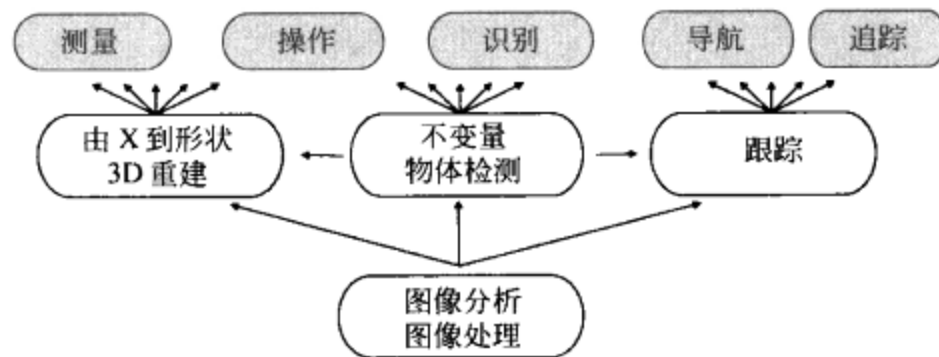 测量 操作 识别 导航 追踪
由 X 到形状 不变量 跟踪
3D 重建 物体检测
图像分析
图像处理